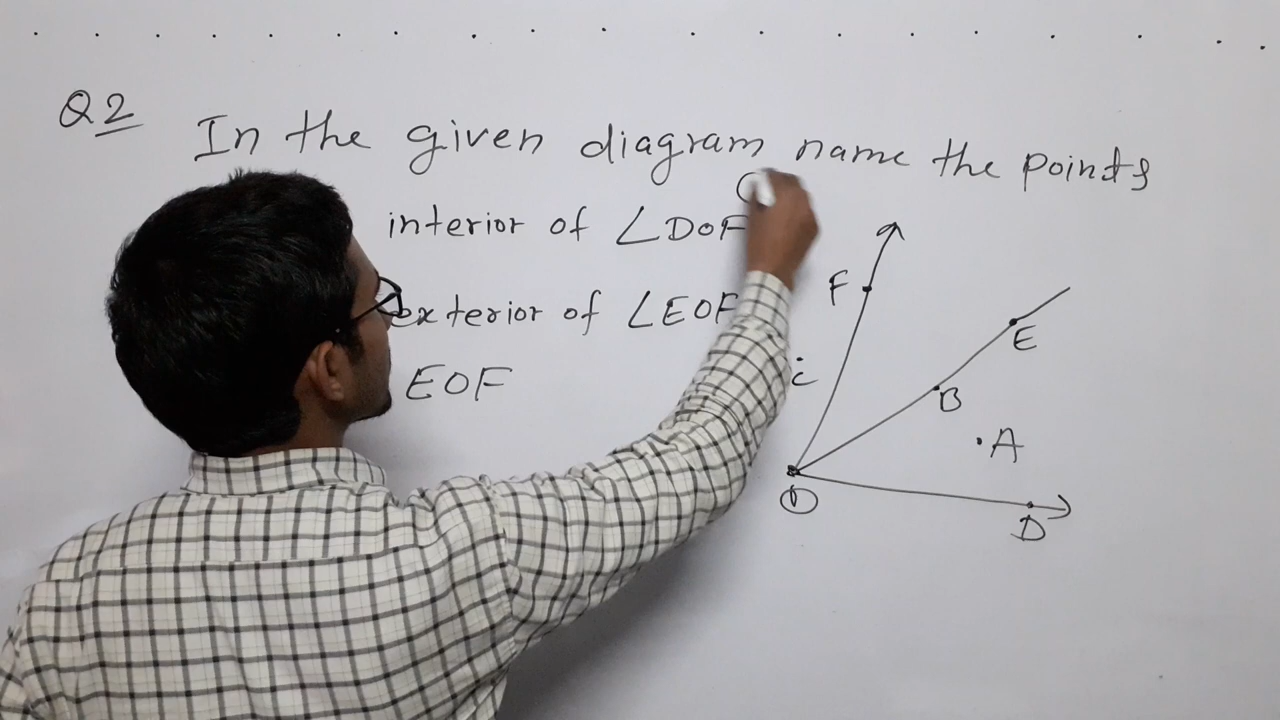 Q2 In the given diagram name the points
interior of ∠DOF
exterior of ∠EOF
EOF
F
E
C
B
A
O
D